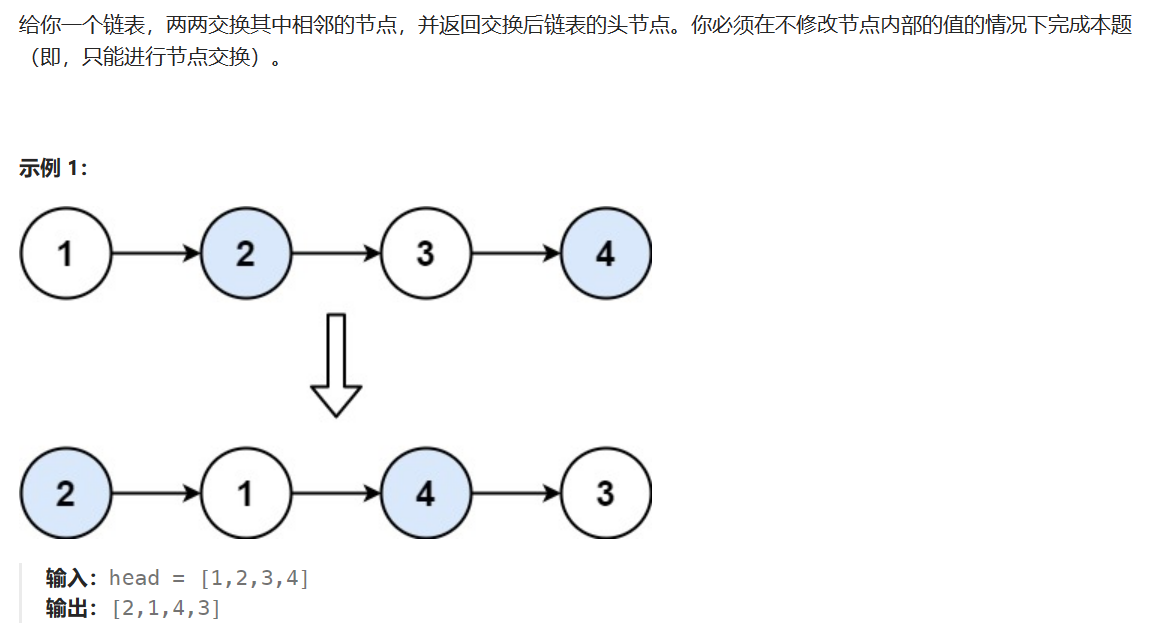 给你一个链表，两两交换其中相邻的节点，并返回交换后链表的头节点。你必须在不修改节点内部的值的情况下完成本题
（即，只能进行节点交换）。
示例 1：
1 2 3 4
2 1 4 3
输入：head = [1,2,3,4]
输出：[2,1,4,3]